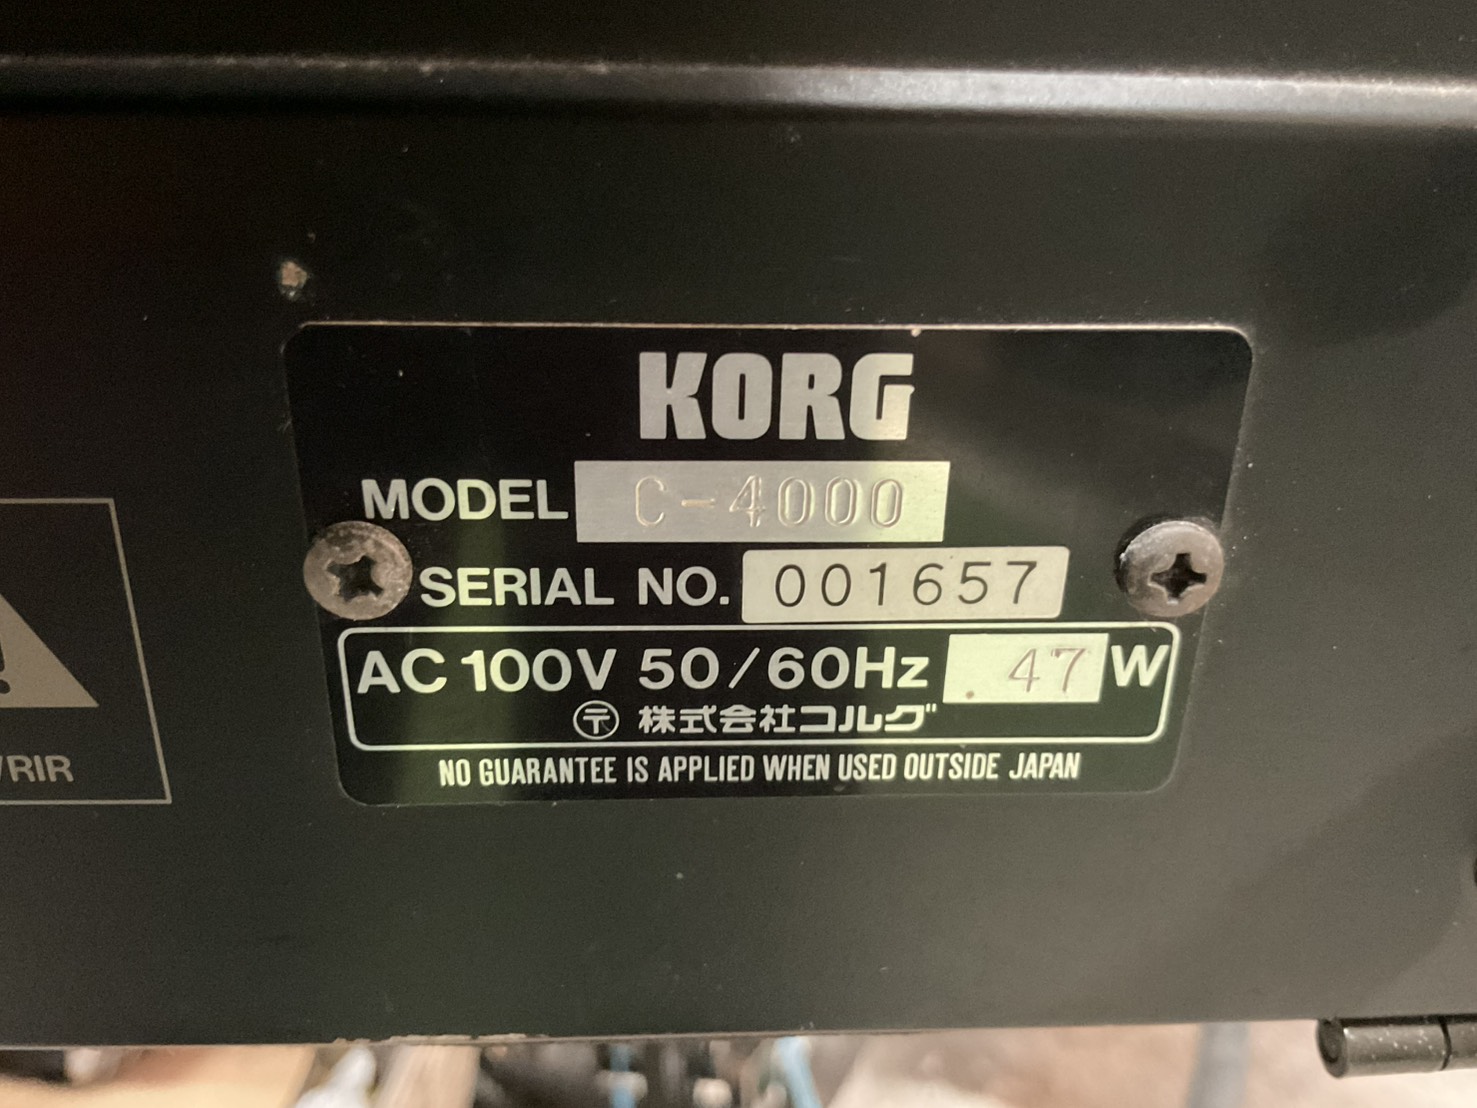 KORG
MODEL C-4000
SERIAL NO. 001657
AC 100V 50/60Hz .47 W
〒 株式会社コルグ
NO GUARANTEE IS APPLIED WHEN USED OUTSIDE JAPAN